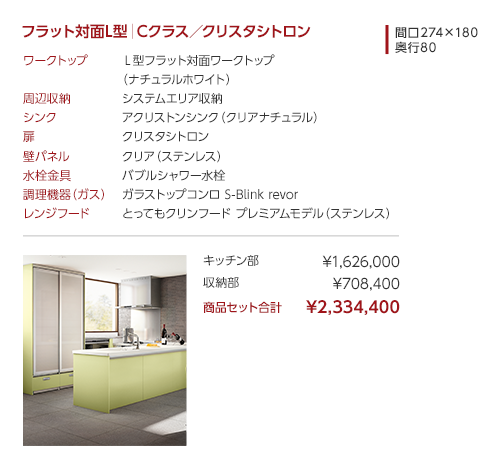 フラット対面L型｜Cクラス／クリスタシトロン
間口274×180
奥行80
ワークトップ L型フラット対面ワークトップ
（ナチュラルホワイト）
周辺収納 システムエリア収納
シンク アクリストンシンク（クリアナチュラル）
扉 クリスタシトロン
壁パネル クリア（ステンレス）
水栓金具 バブルシャワー水栓
調理機器（ガス） ガラストップコンロ S-Blink revor
レンジフード とってもクリンフード プレミアムモデル（ステンレス）
キッチン部 ¥1,626,000
収納部 ¥708,400
商品セット合計 ¥2,334,400